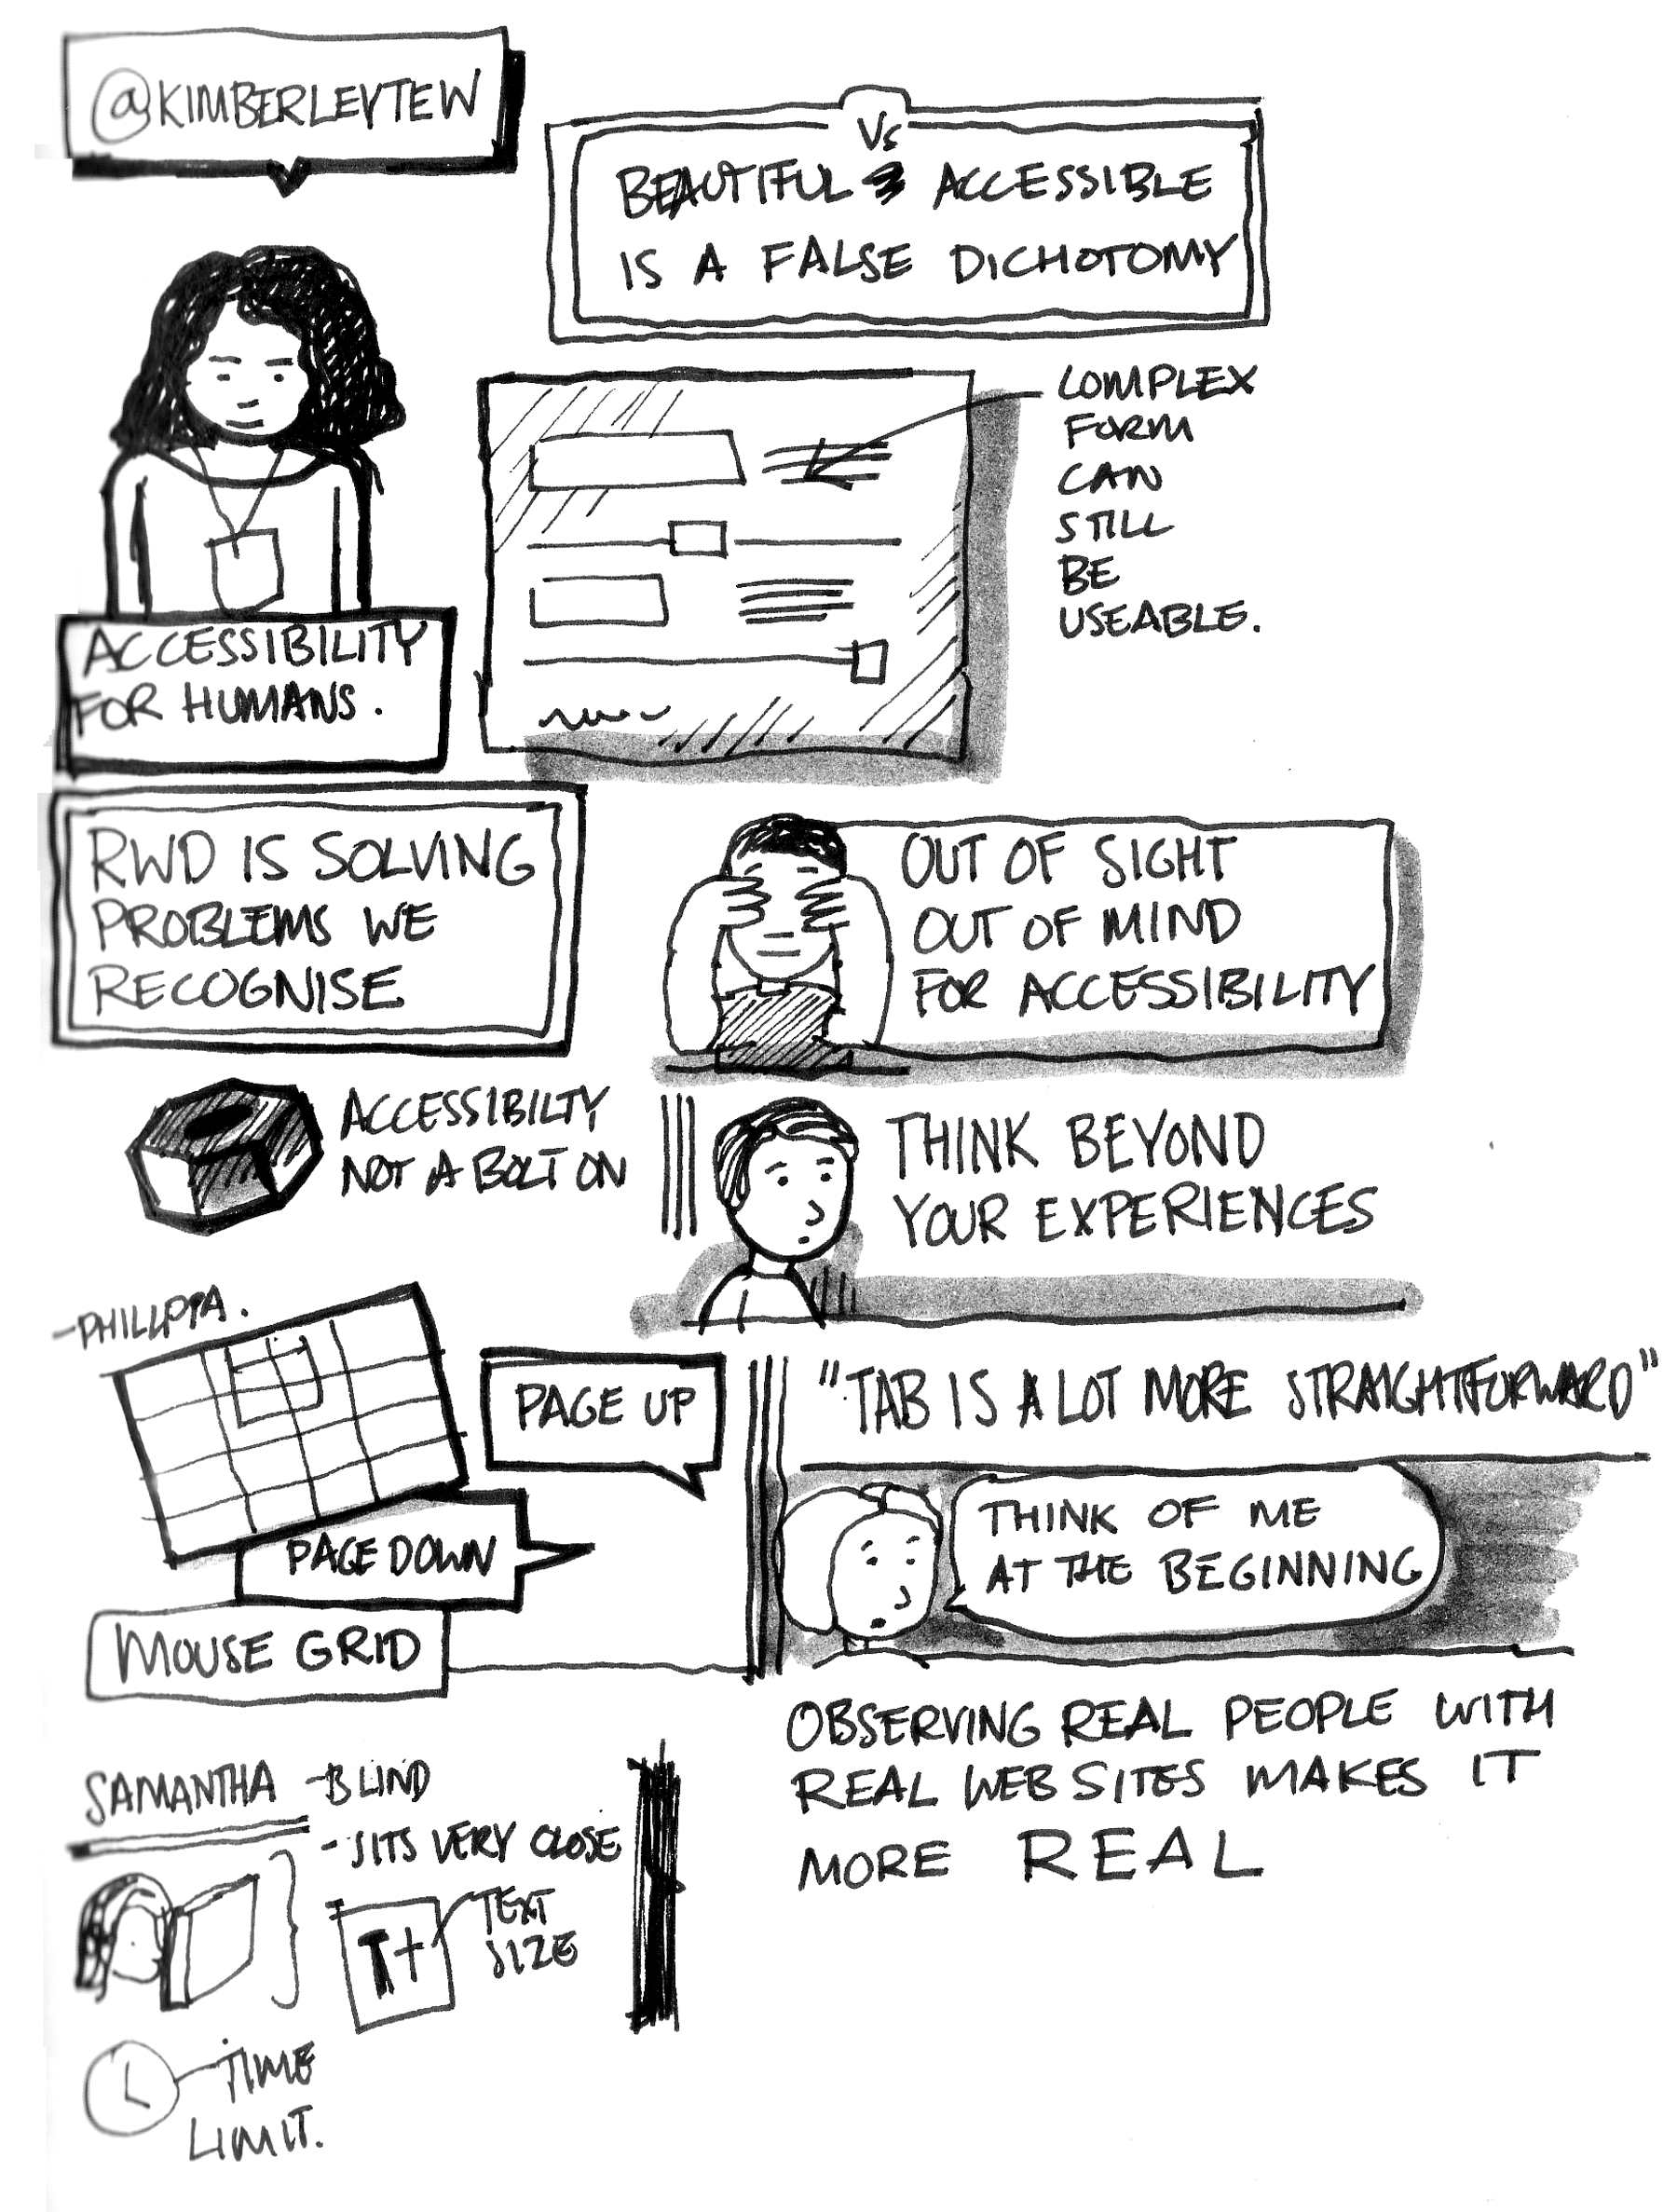 @KIMBERLEYTEW
Vs
BEAUTIFUL ACCESSIBLE
IS A FALSE DICHOTOMY
COMPLEX
FORM
CAN
STILL
BE
USEABLE.
ACCESSIBILITY
FOR HUMANS.
RWD IS SOLVING
PROBLEMS WE
RECOGNISE
OUT OF SIGHT
OUT OF MIND
FOR ACCESSIBILITY
ACCESSIBILTY
NOT A BOLT ON
THINK BEYOND
YOUR EXPERIENCES
-PHILLPPA.
PAGE UP
PAGE DOWN
MOUSE GRID
"TAB IS A LOT MORE STRAIGHTFORWARD"
THINK OF ME
AT THE BEGINNING
OBSERVING REAL PEOPLE WITH
REAL WEBSITES MAKES IT
MORE REAL
SAMANTHA - BLIND
- SITS VERY CLOSE
T+
TEXT
SIZE
TIME
LIMIT.